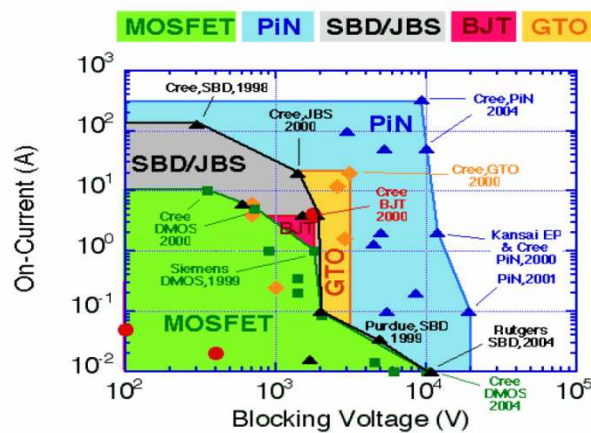 MOSFET PiN SBD/JBS BJT GTO
10³
Cree,SBD,1998
Cree,JBS
2000
PiN
Cree,PiN
2004
10²
SBD/JBS
Cree,GTO
2000
10¹
Cree
DMOS
2000
Cree
BJT
2000
BJT
Kansai EP
& Cree
PiN,2000
10⁰
Siemens
DMOS,1999
GTO
PiN,2001
10⁻¹
MOSFET
Purdue,SBD
1999
Rutgers
SBD,2004
10⁻²
Cree
DMOS
2004
10² 10³ 10⁴ 10⁵
On-Current (A)
Blocking Voltage (V)